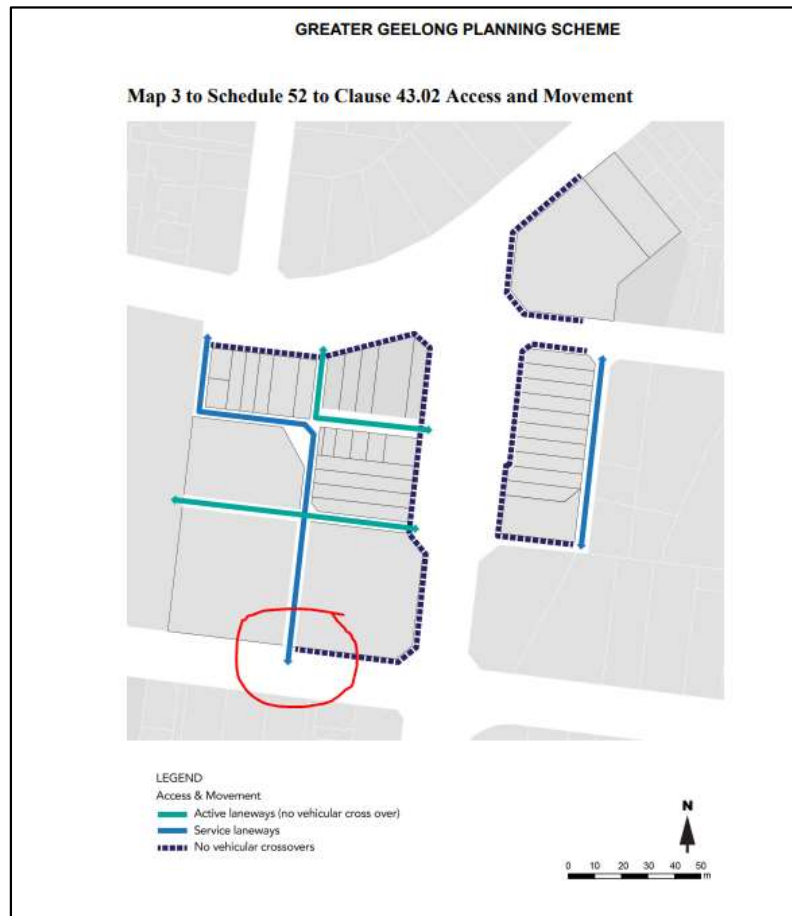 GREATER GEELONG PLANNING SCHEME
Map 3 to Schedule 52 to Clause 43.02 Access and Movement
LEGEND
Access & Movement
Active laneways (no vehicular cross over)
Service laneways
No vehicular crossovers
N
0 10 20 30 40 50
m